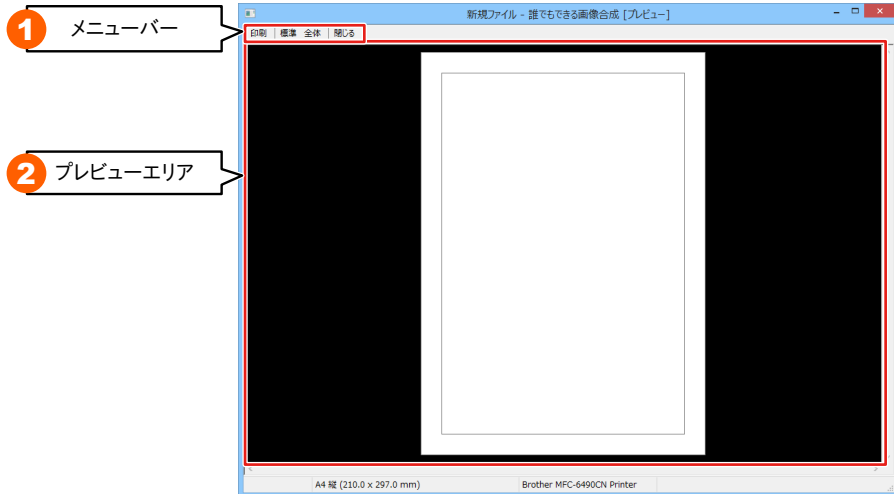 1 メニューバー
新規ファイル - 誰でもできる画像合成 [プレビュー]
印刷 標準 全体 閉じる
2 プレビューエリア
A4 縦 (210.0 x 297.0 mm) Brother MFC-6490CN Printer